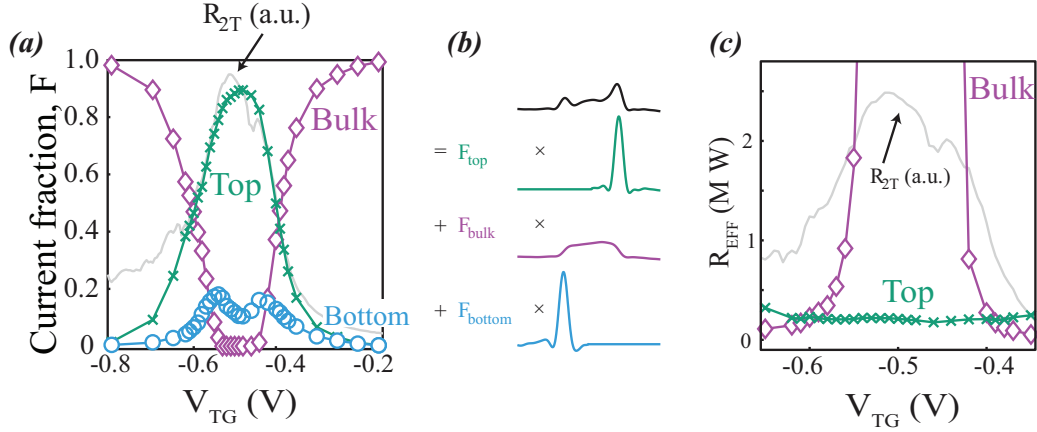 (a)
R2T (a.u.)
Current fraction, F
1.0
0.8
0.6
0.4
0.2
0
Bulk
Top
Bottom
-0.8
-0.6
-0.4
-0.2
VTG (V)
(b)
= Ftop ×
+ Fbulk ×
+ Fbottom ×
(c)
REFF (M W)
2
1
0
Bulk
R2T (a.u.)
Top
-0.6
-0.5
-0.4
VTG (V)